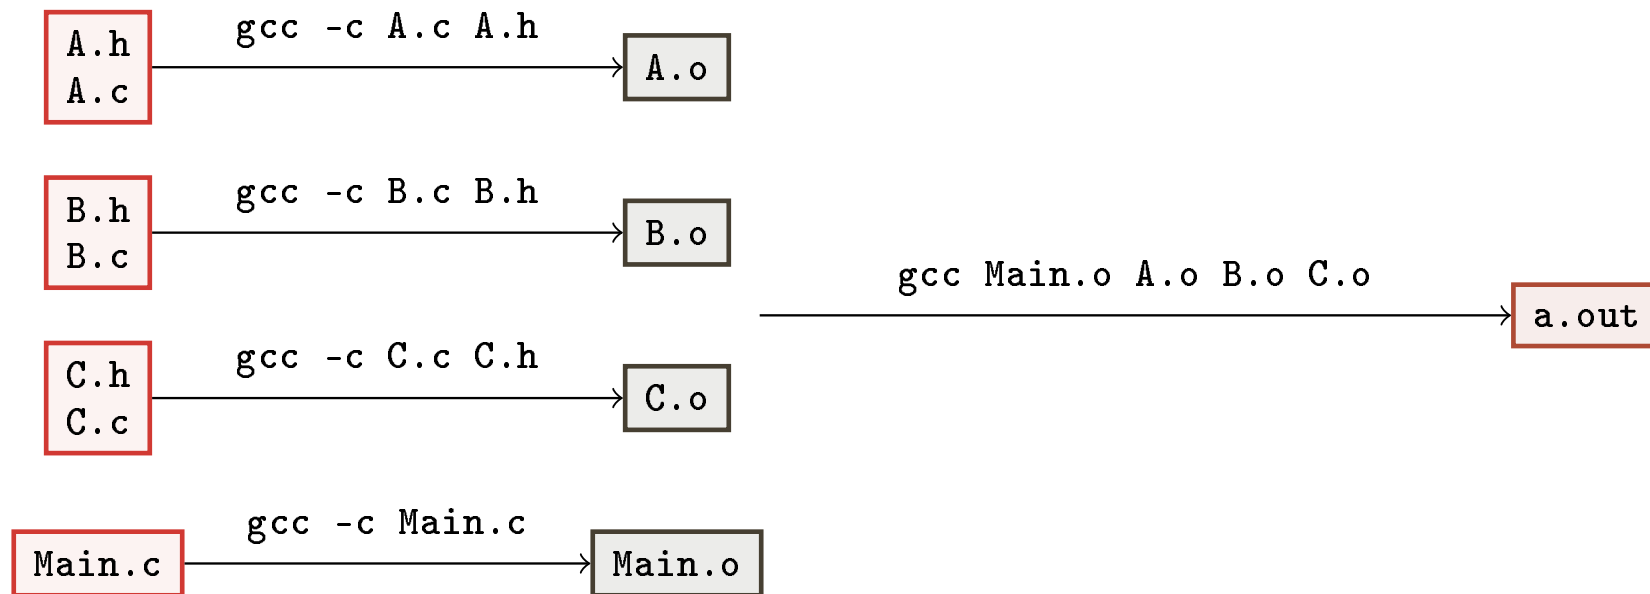 A.h
A.c
gcc -c A.c A.h
A.o
B.h
B.c
gcc -c B.c B.h
B.o
C.h
C.c
gcc -c C.c C.h
C.o
Main.c
gcc -c Main.c
Main.o
gcc Main.o A.o B.o C.o
a.out